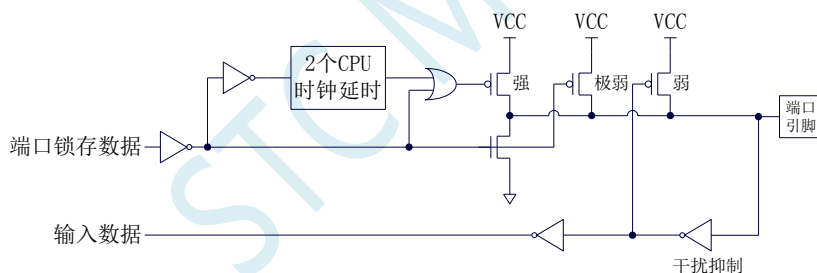 VCC VCC VCC
2个CPU
时钟延时
强 极弱 弱
端口
引脚
端口锁存数据
输入数据
干扰抑制
STCM